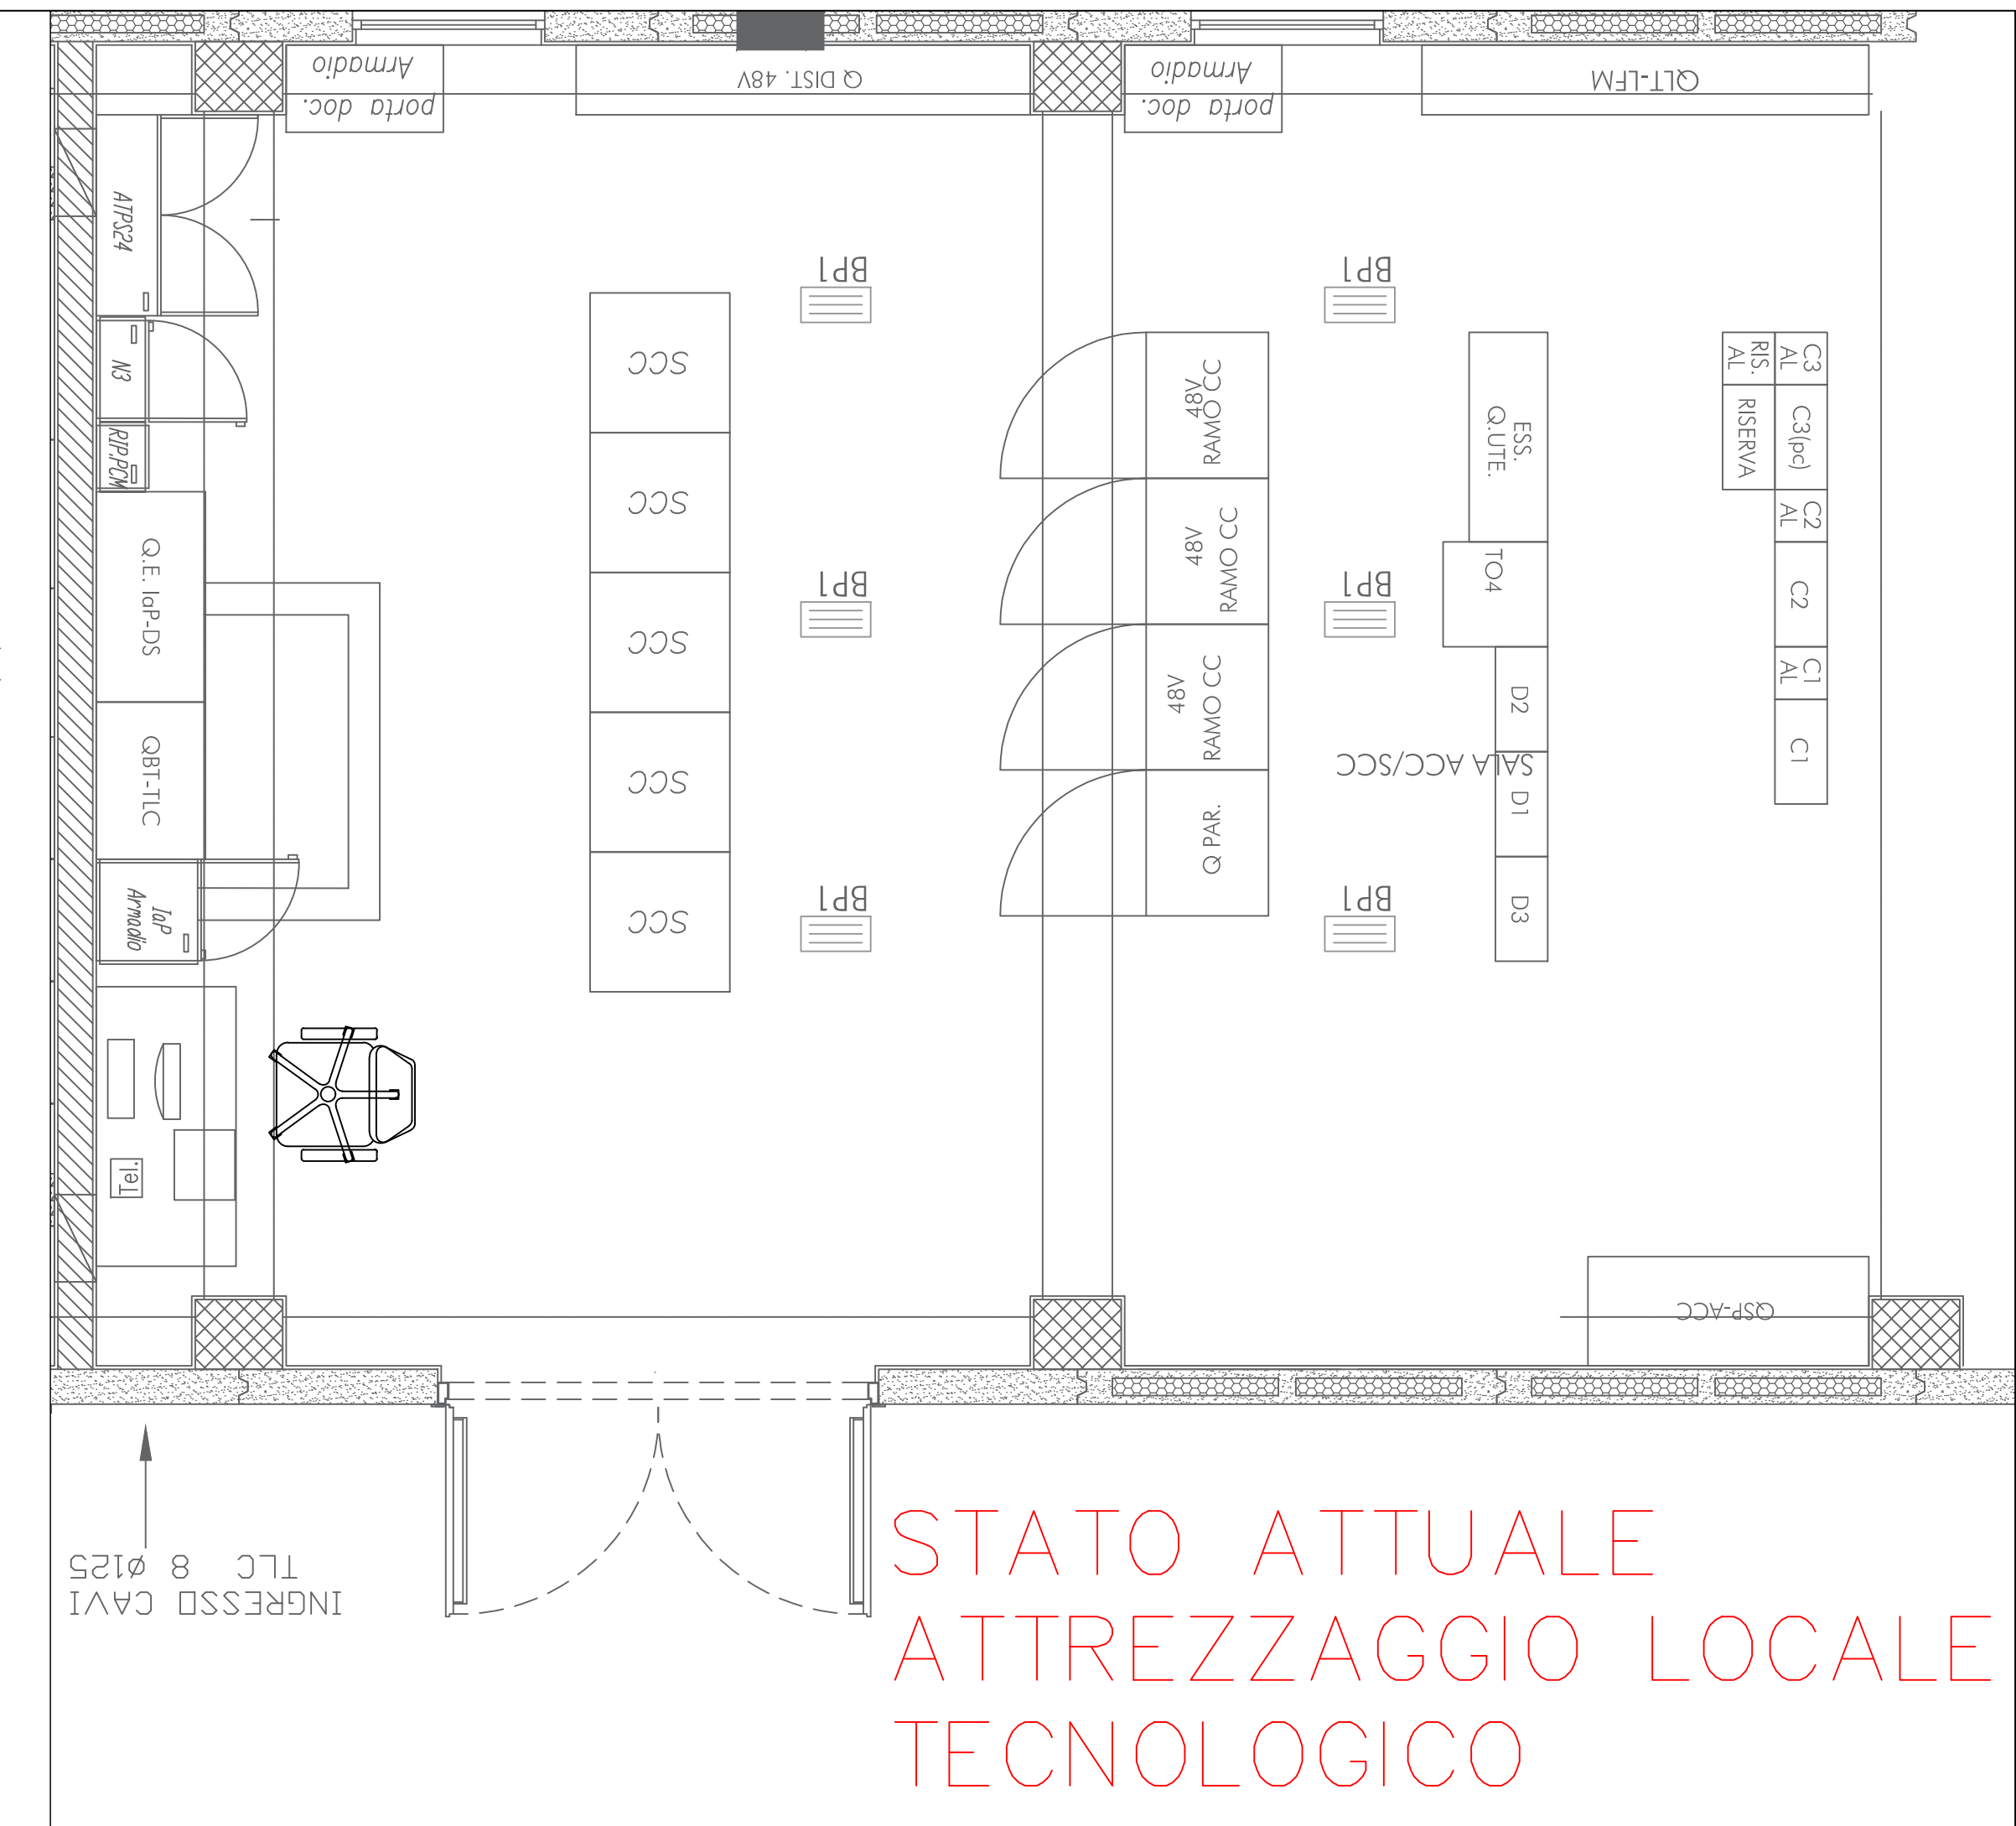 Armadio
porta doc.
Q DIST. 48V
Armadio
porta doc.
QLT-LFM
ATPS24
N3
RIP.PCM
Q.E. IaP-DS
QBT-TLC
IaP
Armadio
Tel.
SCC
SCC
SCC
SCC
SCC
BP1
BP1
BP1
BP1
BP1
BP1
48V
RAMO CC
48V
RAMO CC
48V
RAMO CC
Q PAR.
ESS.
Q.UTE.
TO4
D2
SALA ACC/SCC
D1
D3
RIS.
AL
RISERVA
C3
AL
C3(pc)
C2
AL
C2
C1
AL
C1
QSP-ACC
INGRESSO CAVI
TLC 8 ø125
STATO ATTUALE
ATTREZZAGGIO LOCALE
TECNOLOGICO